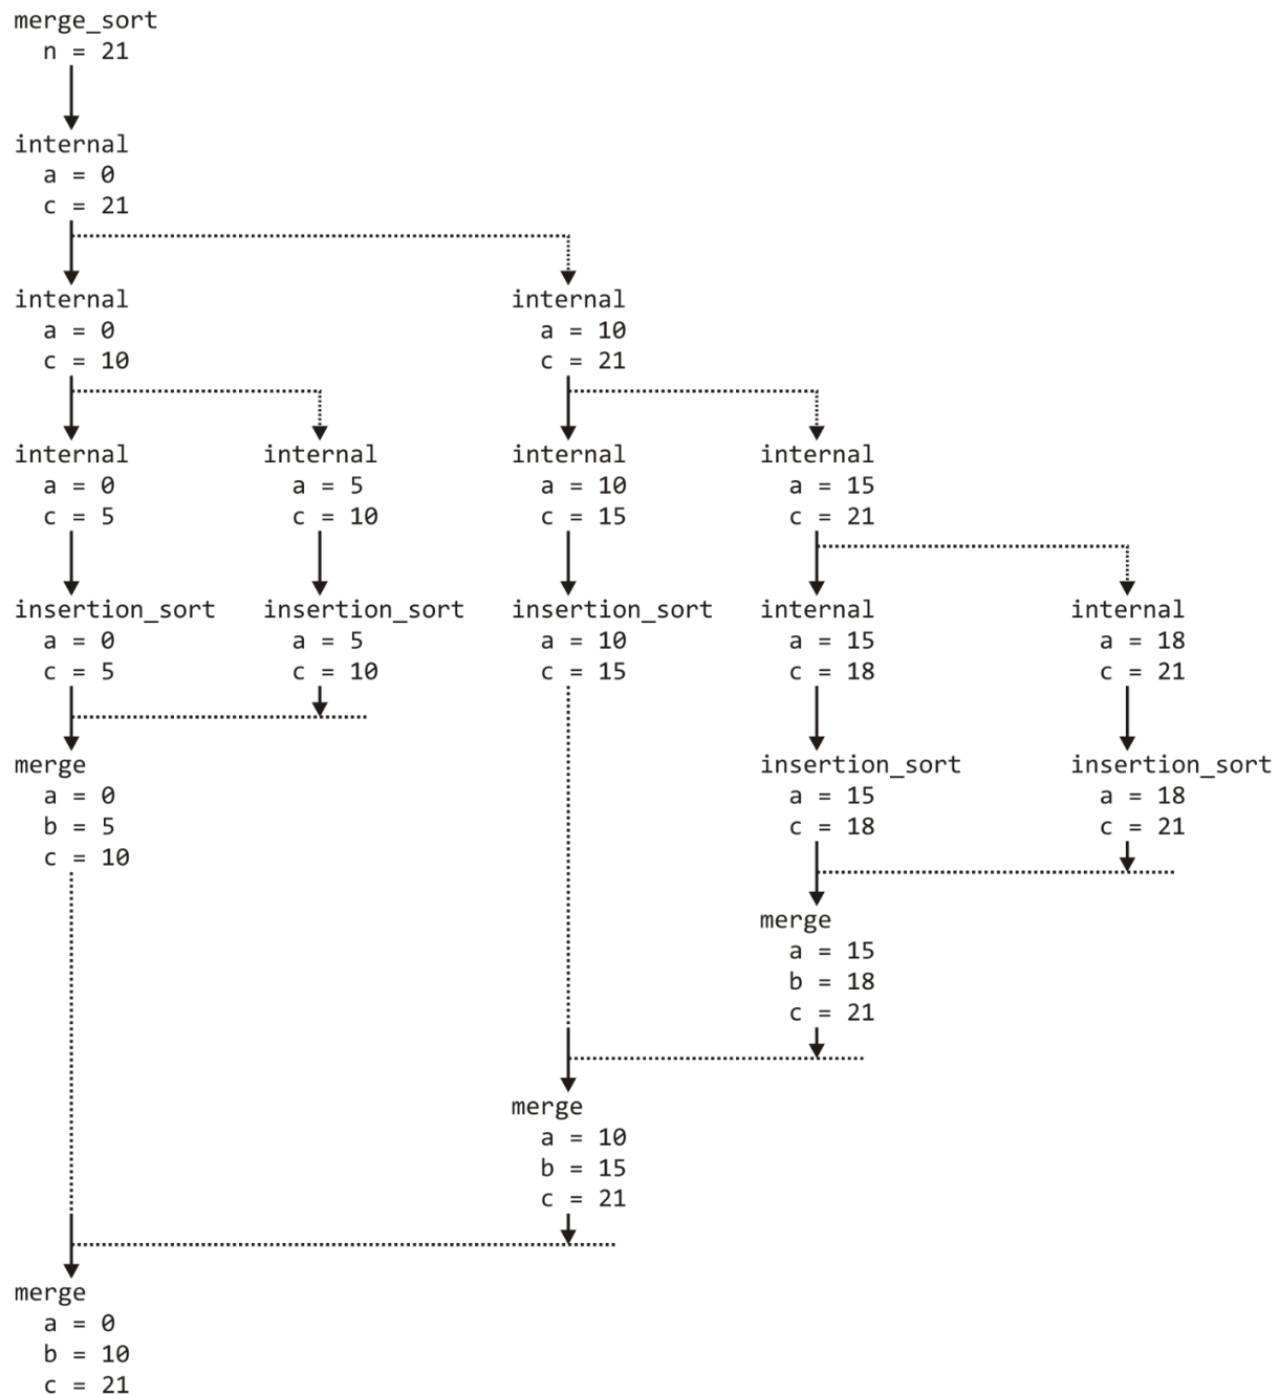 merge_sort
n = 21
internal
a = 0
c = 21
internal
a = 0
c = 10
internal
a = 10
c = 21
internal
a = 0
c = 5
internal
a = 5
c = 10
internal
a = 10
c = 15
internal
a = 15
c = 21
insertion_sort
a = 0
c = 5
insertion_sort
a = 5
c = 10
insertion_sort
a = 10
c = 15
internal
a = 15
c = 18
internal
a = 18
c = 21
merge
a = 0
b = 5
c = 10
insertion_sort
a = 15
c = 18
insertion_sort
a = 18
c = 21
merge
a = 15
b = 18
c = 21
merge
a = 10
b = 15
c = 21
merge
a = 0
b = 10
c = 21